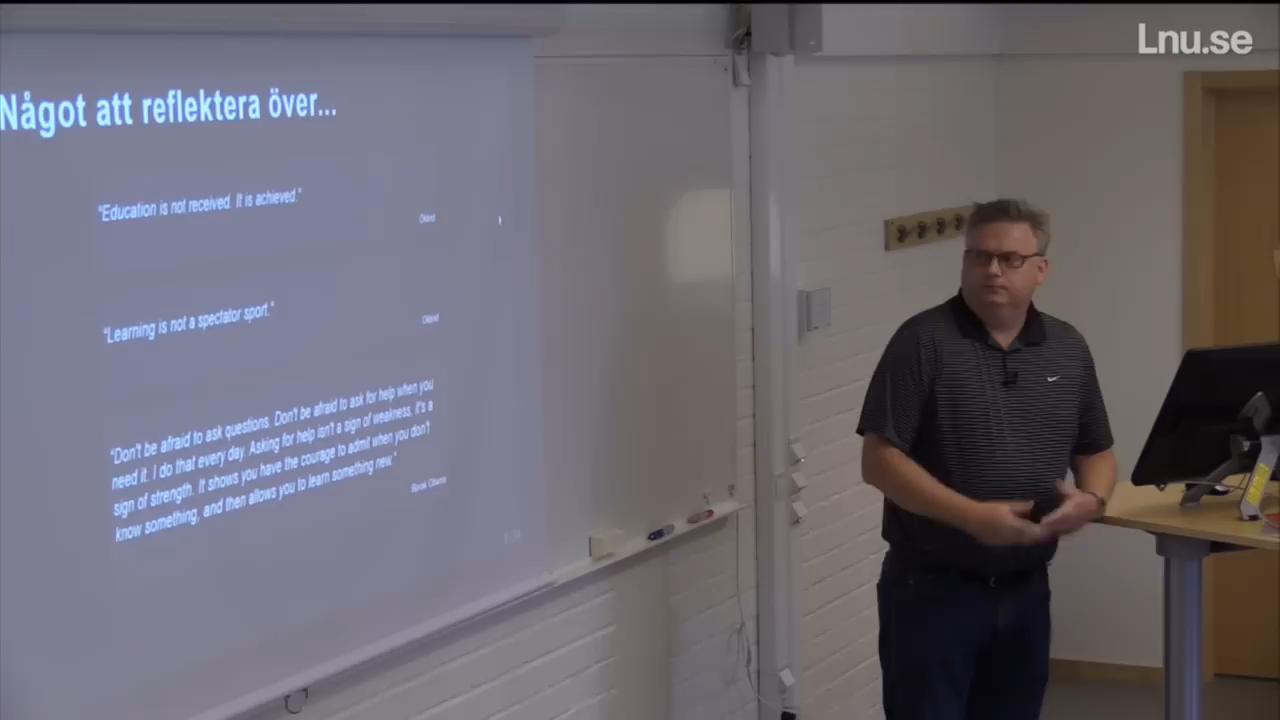 Lnu.se
Något att reflektera över...
"Education is not received. It is achieved."
Okänd
"Learning is not a spectator sport."
Okänd
"Don't be afraid to ask questions. Don't be afraid to ask for help when you
need it. I do that every day. Asking for help isn't a sign of weakness, it's a
sign of strength. It shows you have the courage to admit when you don't
know something, and then allows you to learn something new."
Barak Obama